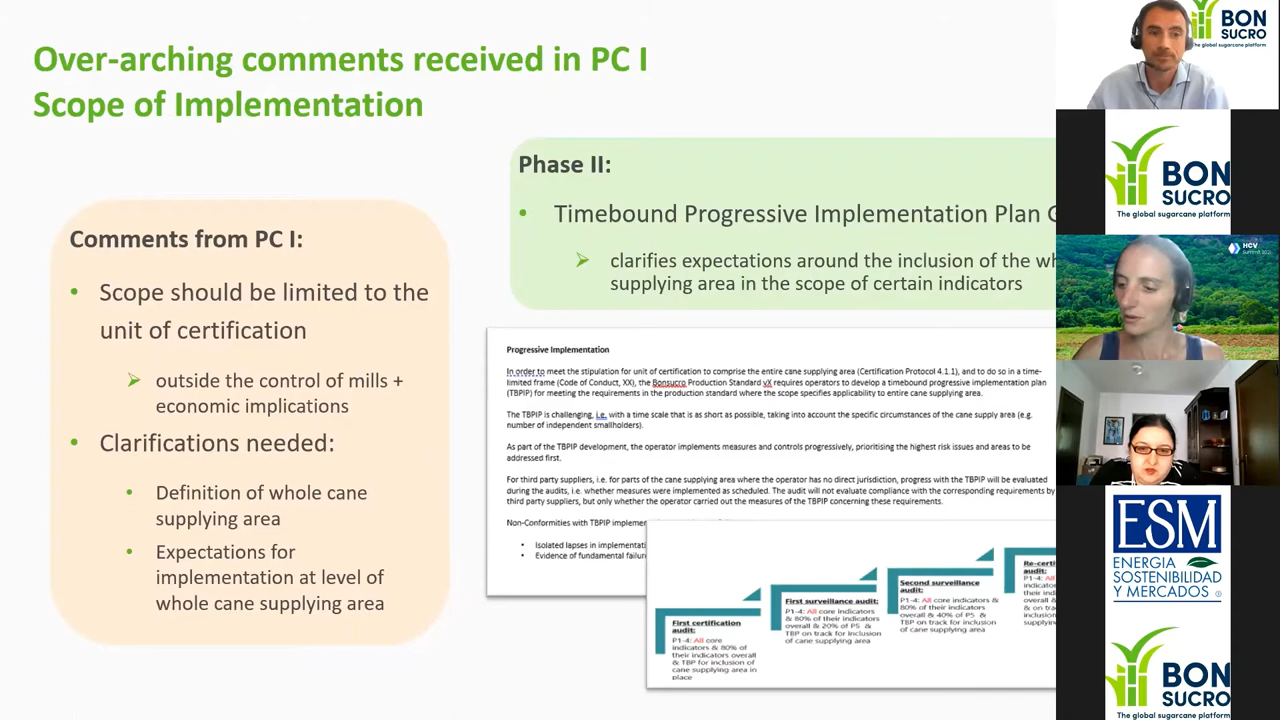 Over-arching comments received in PC I
Scope of Implementation
Comments from PC I:
• Scope should be limited to the
unit of certification
outside the control of mills +
economic implications
• Clarifications needed:
• Definition of whole cane
supplying area
• Expectations for
implementation at level of
whole cane supplying area
Phase II:
• Timebound Progressive Implementation Plan
clarifies expectations around the inclusion of the
supplying area in the scope of certain indicators
Progressive Implementation
In order to meet the stipulation for unit of certification to comprise the entire cane supplying area (Certification Protocol 4.1.1), and to do so in a time-
limited frame (Code of Conduct, XX), the Bonsucro Production Standard vX requires operators to develop a timebound progressive implementation plan
(TBPIP) for meeting the requirements in the production standard where the scope specifies applicability to entire cane supplying area.
The TBPIP is challenging, i.e. with a time scale that is as short as possible, taking into account the specific circumstances of the cane supply area (e.g.
number of independent smallholders).
As part of the TBPIP development, the operator implements measures and controls progressively, prioritising the highest risk issues and areas to be
addressed first.
For third party suppliers, i.e. for parts of the cane supplying area where the operator has no direct jurisdiction, progress with the TBPIP will be evaluated
during the audits, i.e. whether measures were implemented as scheduled. The audit will not evaluate compliance with the corresponding requirements by
third party suppliers, but only whether the operator carried out the measures of the TBPIP concerning these requirements.
Non-Conformities with TBPIP
• Isolated lapses in
• Evidence of fundamental
First certification
audit:
P1-4: All core
indicators & 80% of
their indicators overall
& TBP for inclusion of
cane supplying area in
place
First surveillance audit:
P1-4: All core indicators
& 80% of their indicators
overall & 20% of P5 &
TBP on track for inclusion
of cane supplying area
Second surveillance
audit:
P1-4: All core indicators &
80% of their indicators
overall & 40% of P5 &
TBP on track for inclusion
of cane supplying area
audit:
P1-4: All
BON
SUCRO
The global sugarcane platform
BON
SUCRO
The global sugarcane platform
HCV
ESM
ENERGIA
SOSTENIBILIDAD
Y MERCADOS
BON
SUCRO
The global sugarcane platform